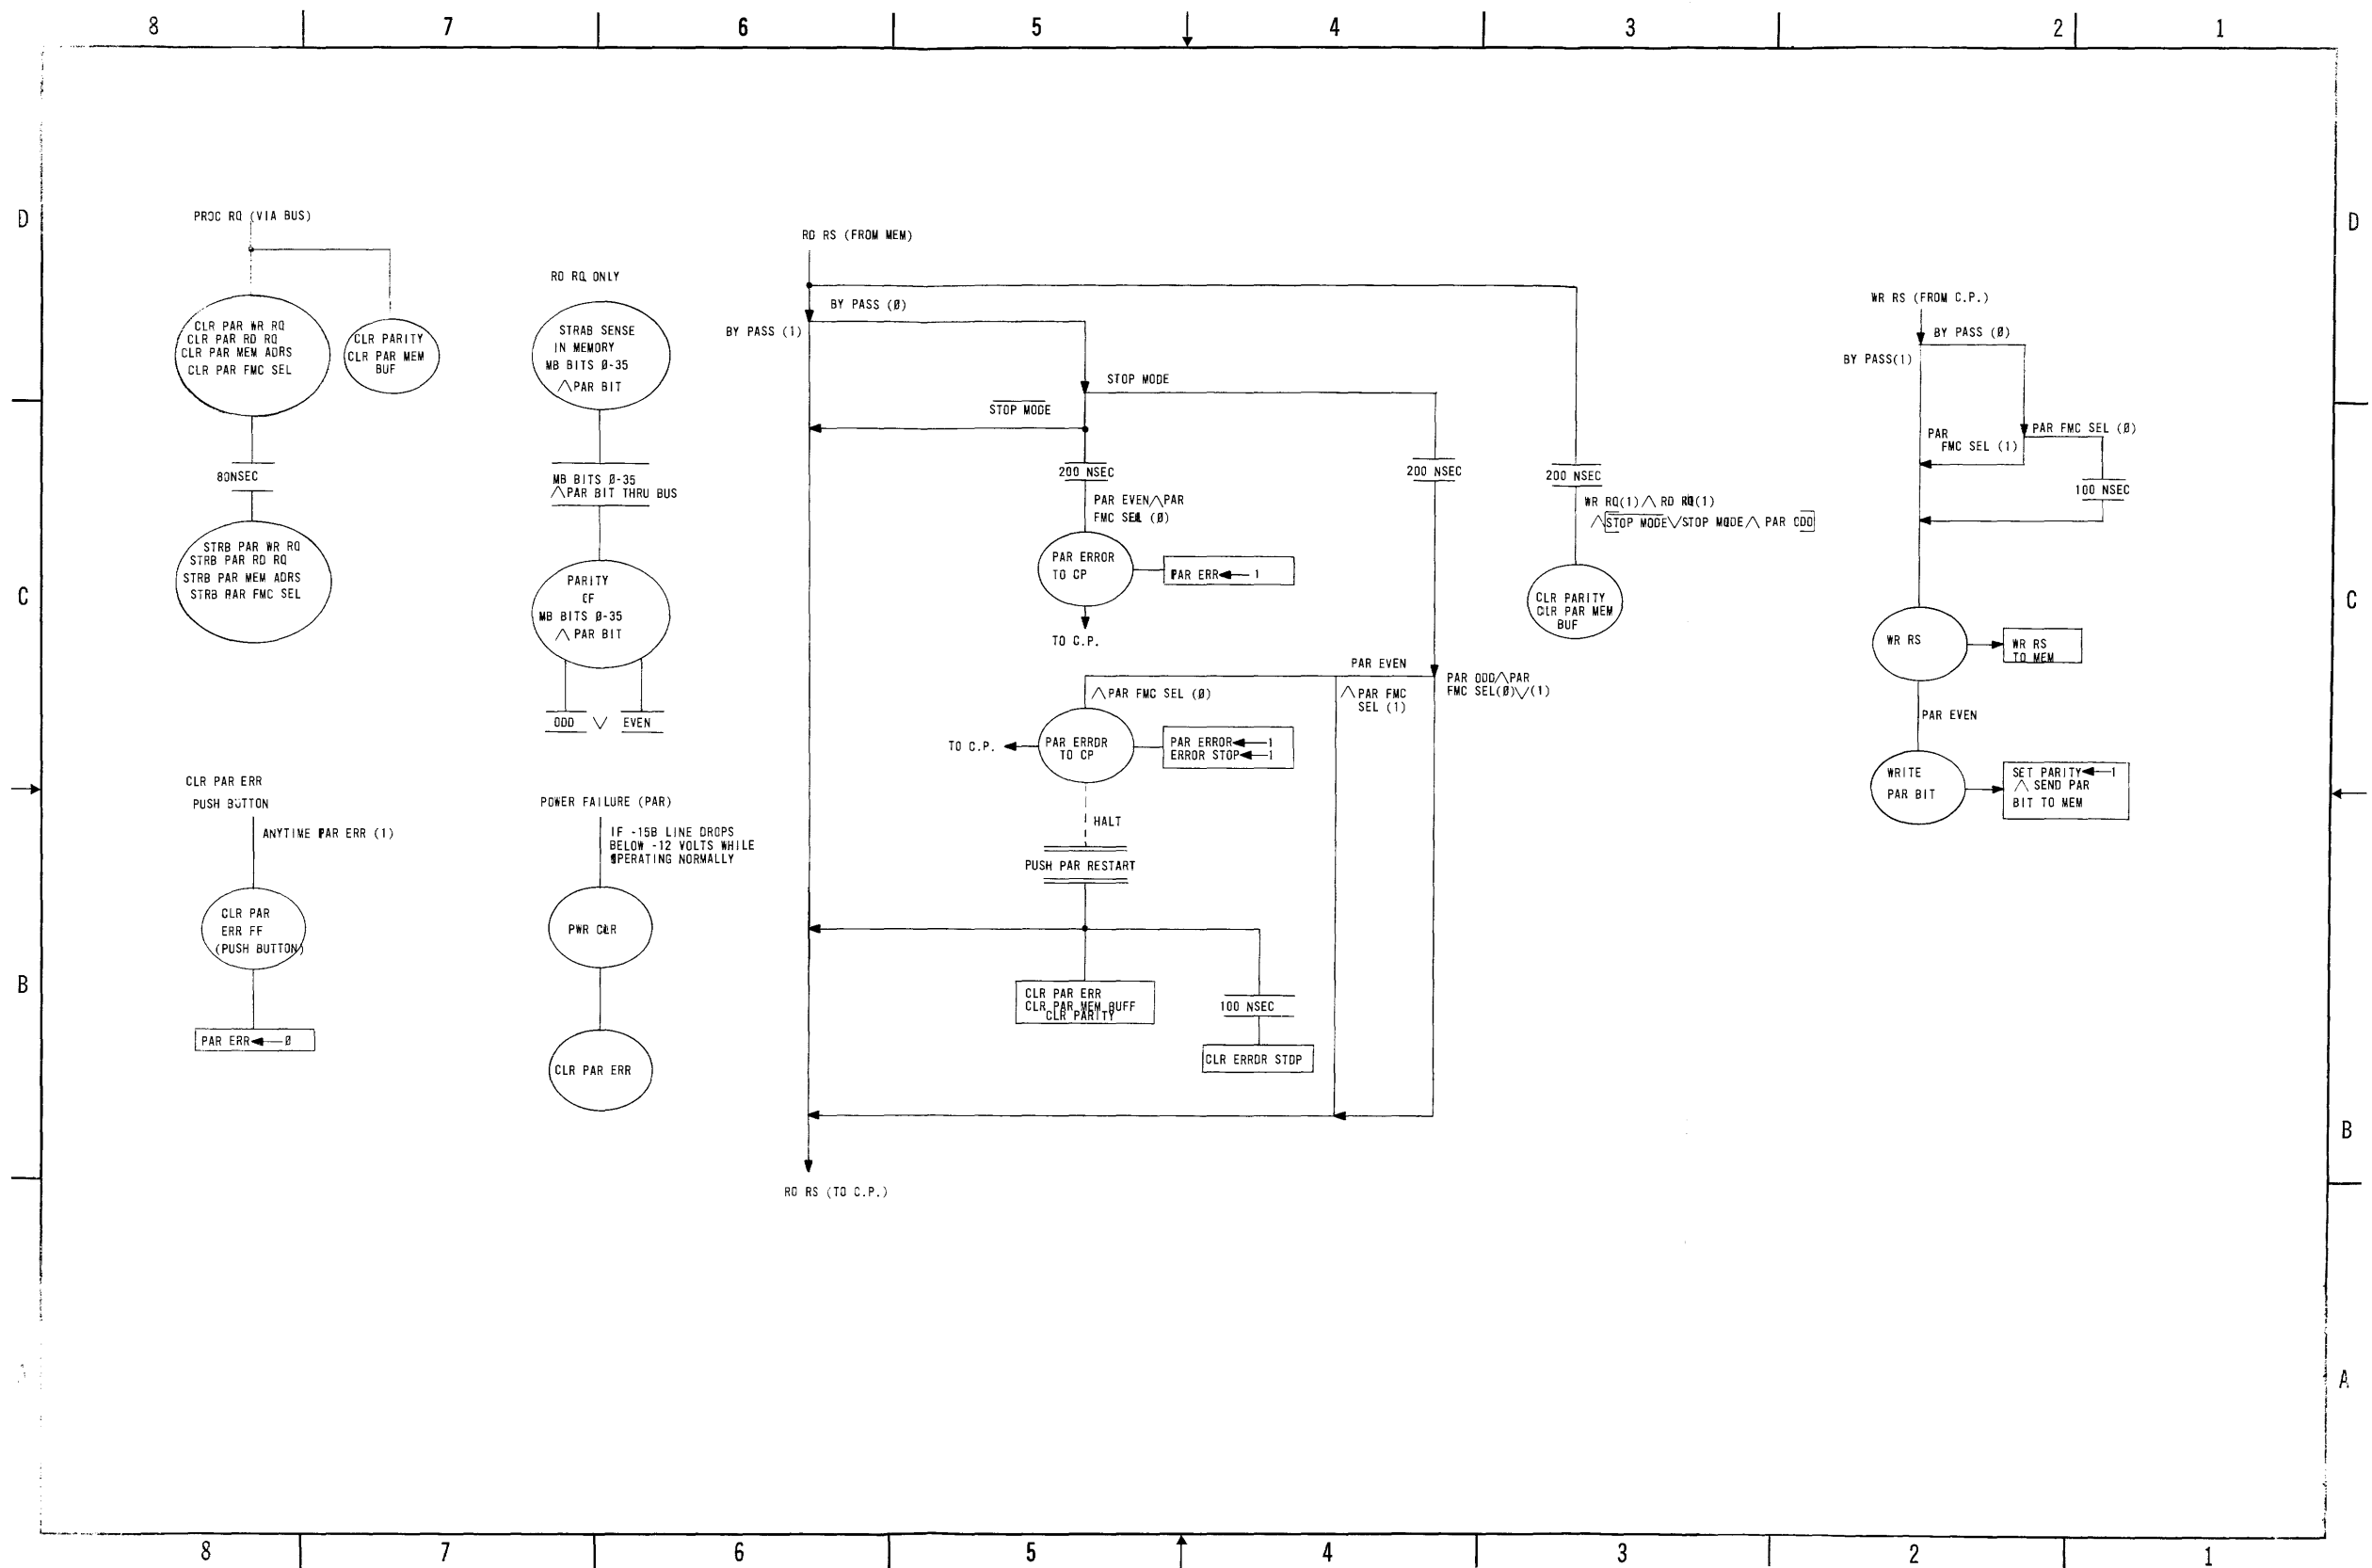 8 7 6 5 4 3 2 1
D
D
PROC RQ (VIA BUS)
CLR PAR WR RQ
CLR PAR RD RQ
CLR PAR MEM ADRS
CLR PAR FMC SEL
CLR PARITY
CLR PAR MEM
BUF
80NSEC
STRB PAR WR RQ
STRB PAR RD RQ
STRB PAR MEM ADRS
STRB PAR FMC SEL
RD RQ ONLY
STRAB SENSE
IN MEMORY
MB BITS Ø-35
∧ PAR BIT
MB BITS Ø-35
∧ PAR BIT THRU BUS
PARITY
OF
MB BITS Ø-35
∧ PAR BIT
ODD ∨ EVEN
CLR PAR ERR
PUSH BUTTON
ANYTIME PAR ERR (1)
CLR PAR
ERR FF
(PUSH BUTTON)
PAR ERR ← Ø
POWER FAILURE (PAR)
IF -15B LINE DROPS
BELOW -12 VOLTS WHILE
OPERATING NORMALLY
PWR CLR
CLR PAR ERR
RD RS (FROM MEM)
BY PASS (Ø)
BY PASS (1)
STOP MODE
S̅T̅O̅P̅ M̅O̅D̅E̅
200 NSEC
PAR EVEN ∧ PAR
FMC SEL (Ø)
PAR ERROR
TO CP
PAR ERR ← 1
TO C.P.
200 NSEC
PAR EVEN
∧ PAR FMC SEL (Ø)
∧ PAR FMC
SEL (1)
PAR ODD ∧ PAR
FMC SEL(Ø) ∨ (1)
TO C.P.
PAR ERROR
TO CP
PAR ERROR ← 1
ERROR STOP ← 1
HALT
PUSH PAR RESTART
CLR PAR ERR
CLR PAR MEM BUFF
CLR PARITY
100 NSEC
CLR ERROR STOP
RD RS (TO C.P.)
200 NSEC
WR RQ(1) ∧ RD RQ(1)
∧ [S̅T̅O̅P̅ M̅O̅D̅E̅ ∨ STOP MODE ∧ PAR ODD]
CLR PARITY
CLR PAR MEM
BUF
WR RS (FROM C.P.)
BY PASS (Ø)
BY PASS(1)
PAR FMC SEL (Ø)
PAR
FMC SEL (1)
100 NSEC
WR RS
WR RS
TO MEM
PAR EVEN
WRITE
PAR BIT
SET PARITY ← 1
∧ SEND PAR
BIT TO MEM
C
C
B
B
A
8 7 6 5 4 3 2 1